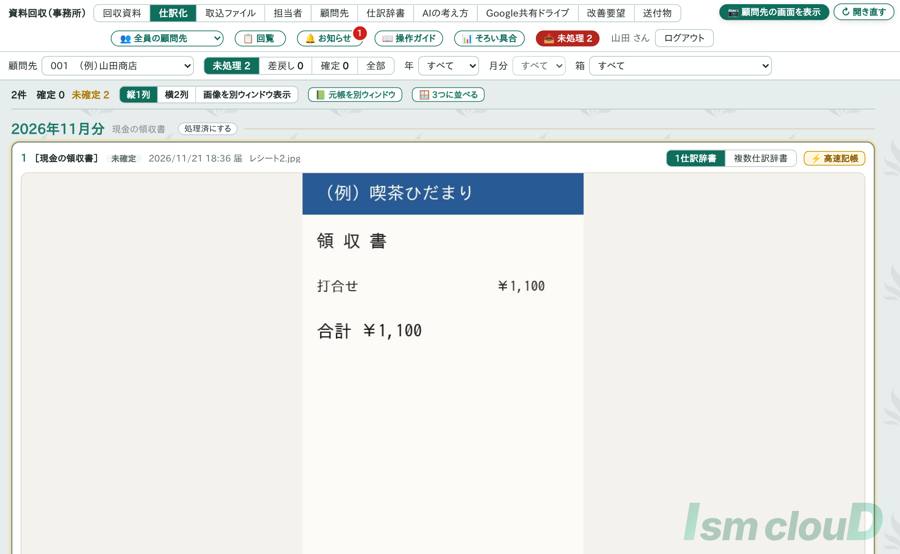 資料回収(事務所) 回収資料 仕訳化 取込ファイル 担当者 顧問先 仕訳辞書 AIの考え方 Google共有ドライブ 改善要望 送付物 顧問先の画面を表示 開き直す
全員の顧問先 回覧 お知らせ 1 操作ガイド そろい具合 未処理 2 山田 さん ログアウト
顧問先 001 (例)山田商店 未処理 2 差戻し 0 確定 0 全部 年 すべて 月分 すべて 箱 すべて
2件 確定 0 未確定 2 縦1列 横2列 画像を別ウィンドウ表示 元帳を別ウィンドウ 3つに並べる
2026年11月分 現金の領収書 処理済にする
1 [現金の領収書] 未確定 2026/11/21 18:36 届 レシート2.jpg 1仕訳辞書 複数仕訳辞書 高速記帳
(例) 喫茶ひだまり
領 収 書
打合せ ¥1,100
合計 ¥1,100
Ism clouD